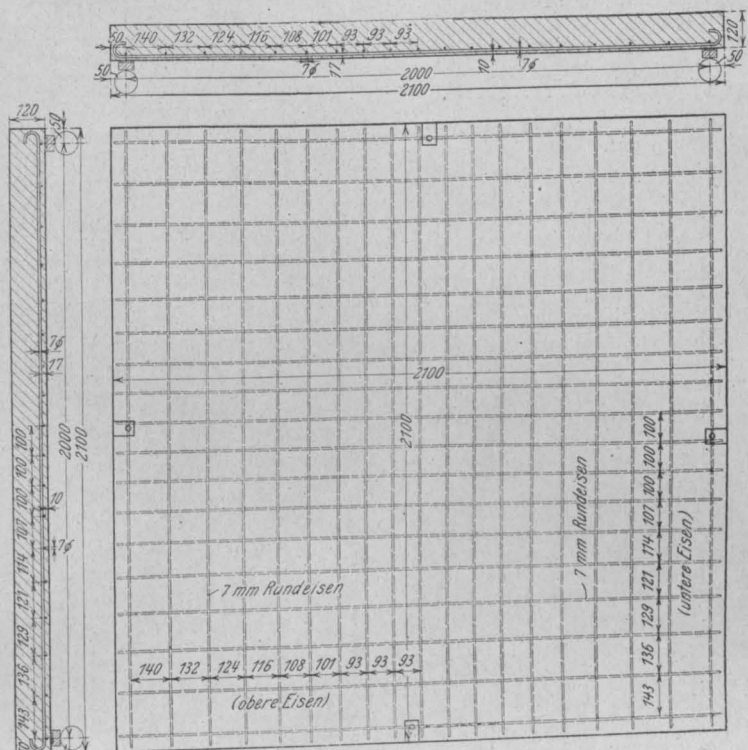 50 140 132 124 116 108 101 93 93 93
120
7ϕ 17 10 7ϕ
50 2000 50
2100
120 50
7ϕ
17
2000 2100
10
7ϕ
143 136 129 121 114 107 100 100 100
2100
2100
7 mm Rundeisen
(obere Eisen)
140 132 124 116 108 101 93 93 93
7 mm Rundeisen
(untere Eisen)
100 100 100 107 114 121 129 136 143